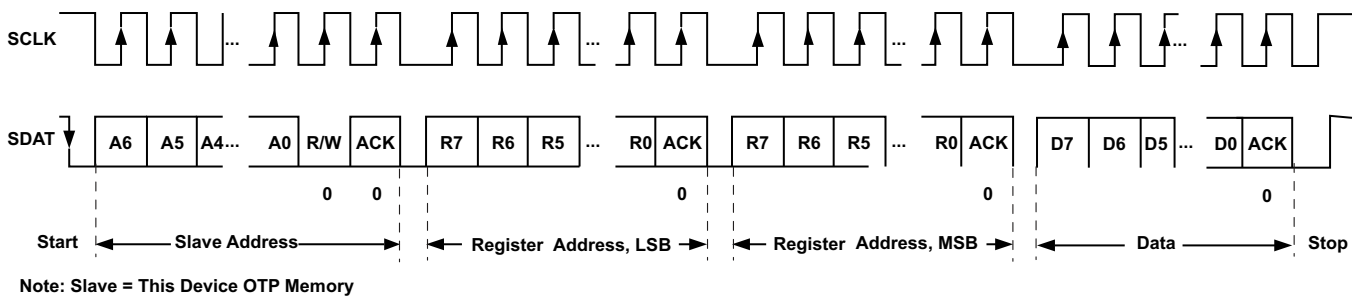 SCLK ... ... ... ...
SDAT A6 A5 A4... A0 R/W ACK R7 R6 R5 ... R0 ACK R7 R6 R5 ... R0 ACK D7 D6 D5 ... D0 ACK
0 0 0 0 0
Start Slave Address Register Address, LSB Register Address, MSB Data Stop
Note: Slave = This Device OTP Memory